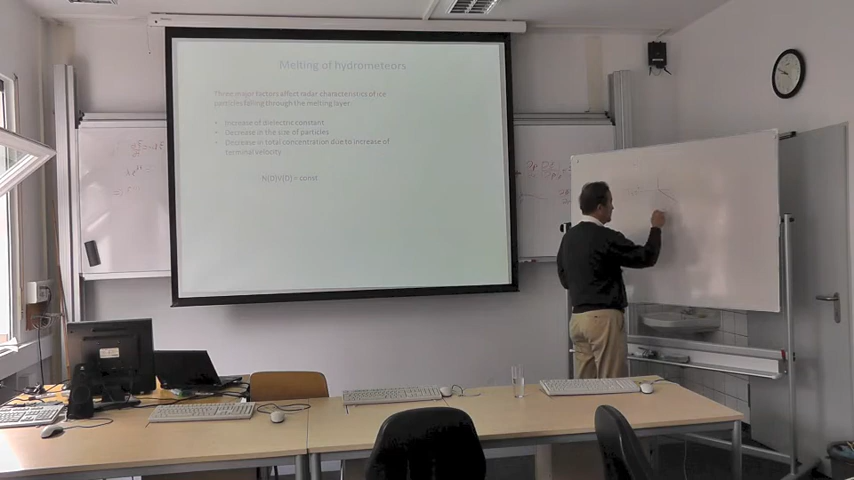 Melting of hydrometeors
Three major factors affect radar characteristics of ice
particles falling through the melting layer:
• Increase of dielectric constant
• Decrease in the size of particles
• Decrease in total concentration due to increase of
terminal velocity
N(D)V(D) = const